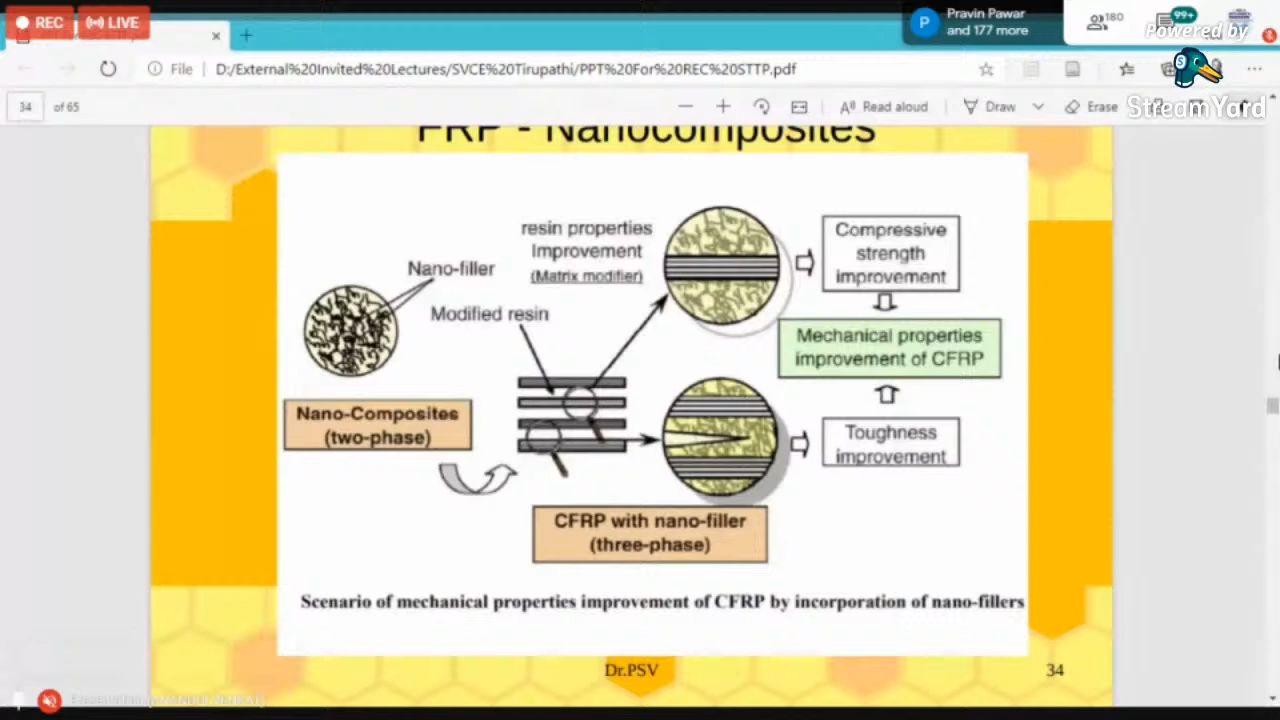 REC
LIVE
Pravin Pawar
and 177 more
P
180
99+
Powered by
StreamYard
File
D:/External%20Invited%20Lectures/SVCE%20Tirupathi/PPT%20For%20REC%20STTP.pdf
34 of 65
Read aloud
Draw
Erase
FRP - Nanocomposites
Nano-filler
resin properties
Improvement
(Matrix modifier)
Modified resin
Compressive
strength
improvement
Mechanical properties
improvement of CFRP
Nano-Composites
(two-phase)
Toughness
improvement
CFRP with nano-filler
(three-phase)
Scenario of mechanical properties improvement of CFRP by incorporation of nano-fillers
Dr.PSV
34